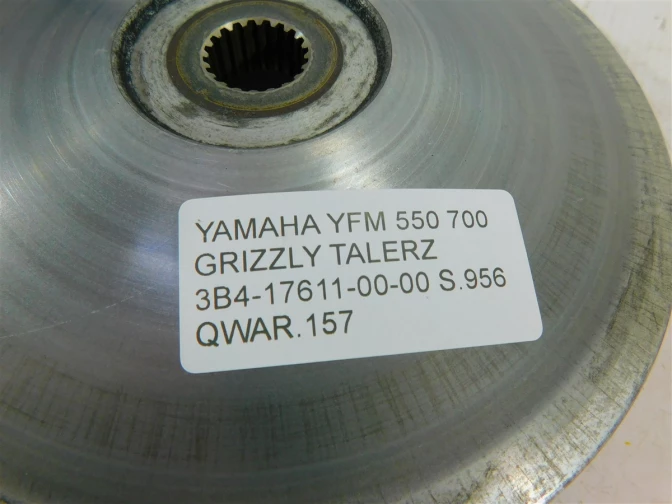 YAMAHA YFM 550 700
GRIZZLY TALERZ
3B4-17611-00-00 S.956
QWAR.157